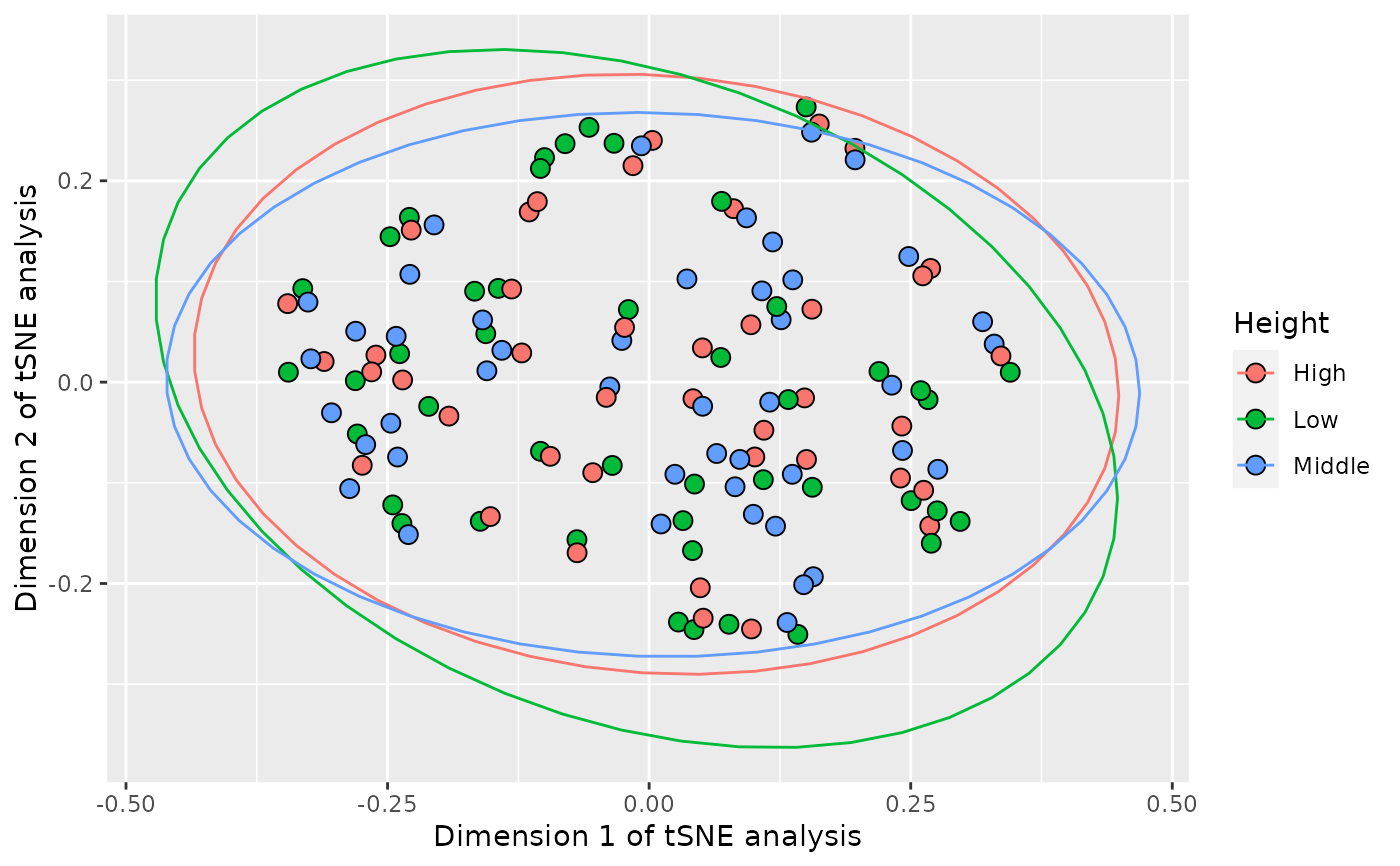 0.2
0.0
-0.2
-0.50
-0.25
0.00
0.25
0.50
Dimension 1 of tSNE analysis
Dimension 2 of tSNE analysis
Height
High
Low
Middle